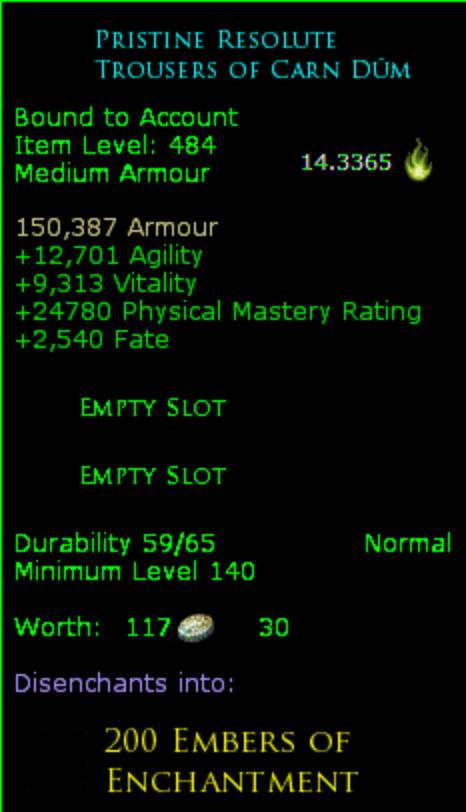 Pristine Resolute
Trousers of Carn Dûm
Bound to Account
Item Level: 484
14.3365
Medium Armour
150,387 Armour
+12,701 Agility
+9,313 Vitality
+24780 Physical Mastery Rating
+2,540 Fate
Empty Slot
Empty Slot
Durability 59/65 Normal
Minimum Level 140
Worth: 117 30
Disenchants into:
200 Embers of
Enchantment